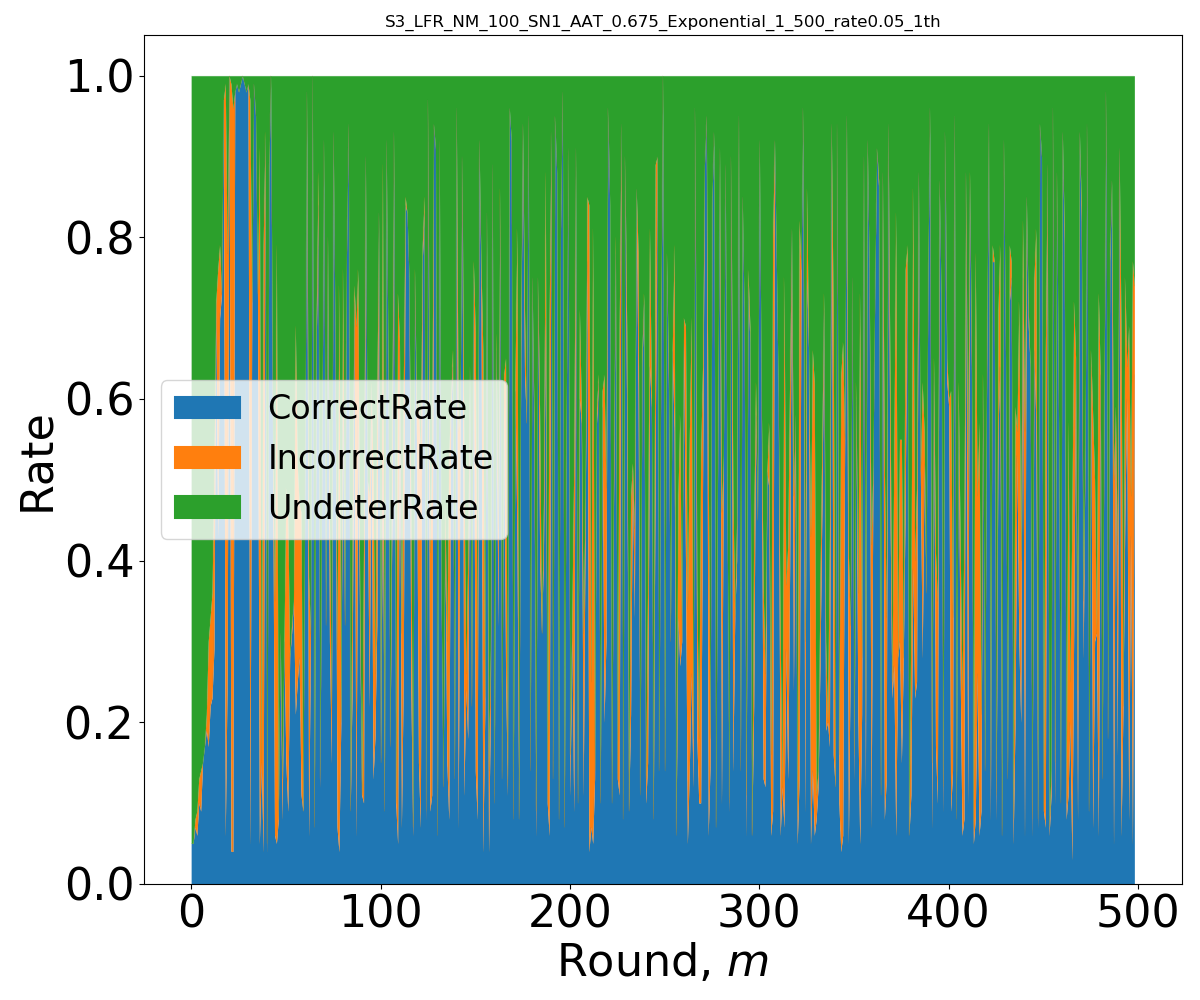 S3_LFR_NM_100_SN1_AAT_0.675_Exponential_1_500_rate0.05_1th
1.0
0.8
0.6
0.4
0.2
0.0
Rate
CorrectRate
IncorrectRate
UndeterRate
0 100 200 300 400 500
Round, m